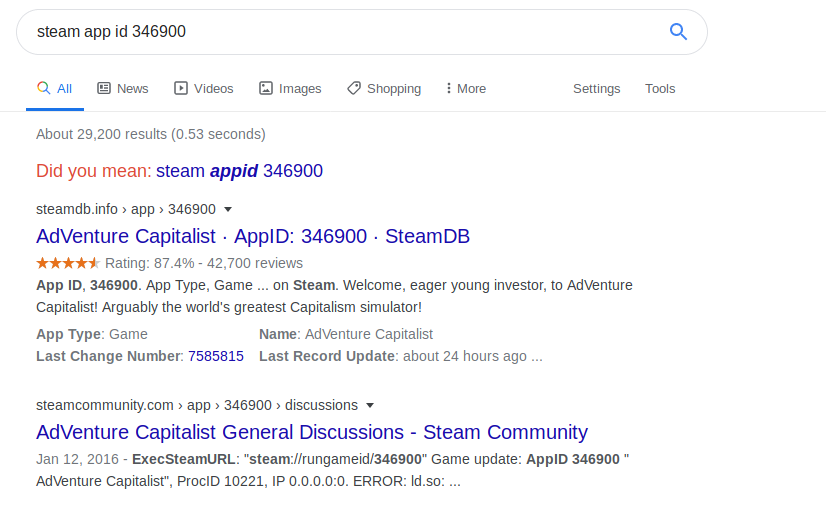 steam app id 346900
All News Videos Images Shopping More Settings Tools
About 29,200 results (0.53 seconds)
Did you mean: steam appid 346900
steamdb.info › app › 346900
AdVenture Capitalist · AppID: 346900 · SteamDB
Rating: 87.4% - 42,700 reviews
App ID, 346900. App Type, Game ... on Steam. Welcome, eager young investor, to AdVenture
Capitalist! Arguably the world's greatest Capitalism simulator!
App Type: Game Name: AdVenture Capitalist
Last Change Number: 7585815 Last Record Update: about 24 hours ago ...
steamcommunity.com › app › 346900 › discussions
AdVenture Capitalist General Discussions - Steam Community
Jan 12, 2016 - ExecSteamURL: "steam://rungameid/346900" Game update: AppID 346900 "
AdVenture Capitalist", ProcID 10221, IP 0.0.0.0:0. ERROR: ld.so: ...